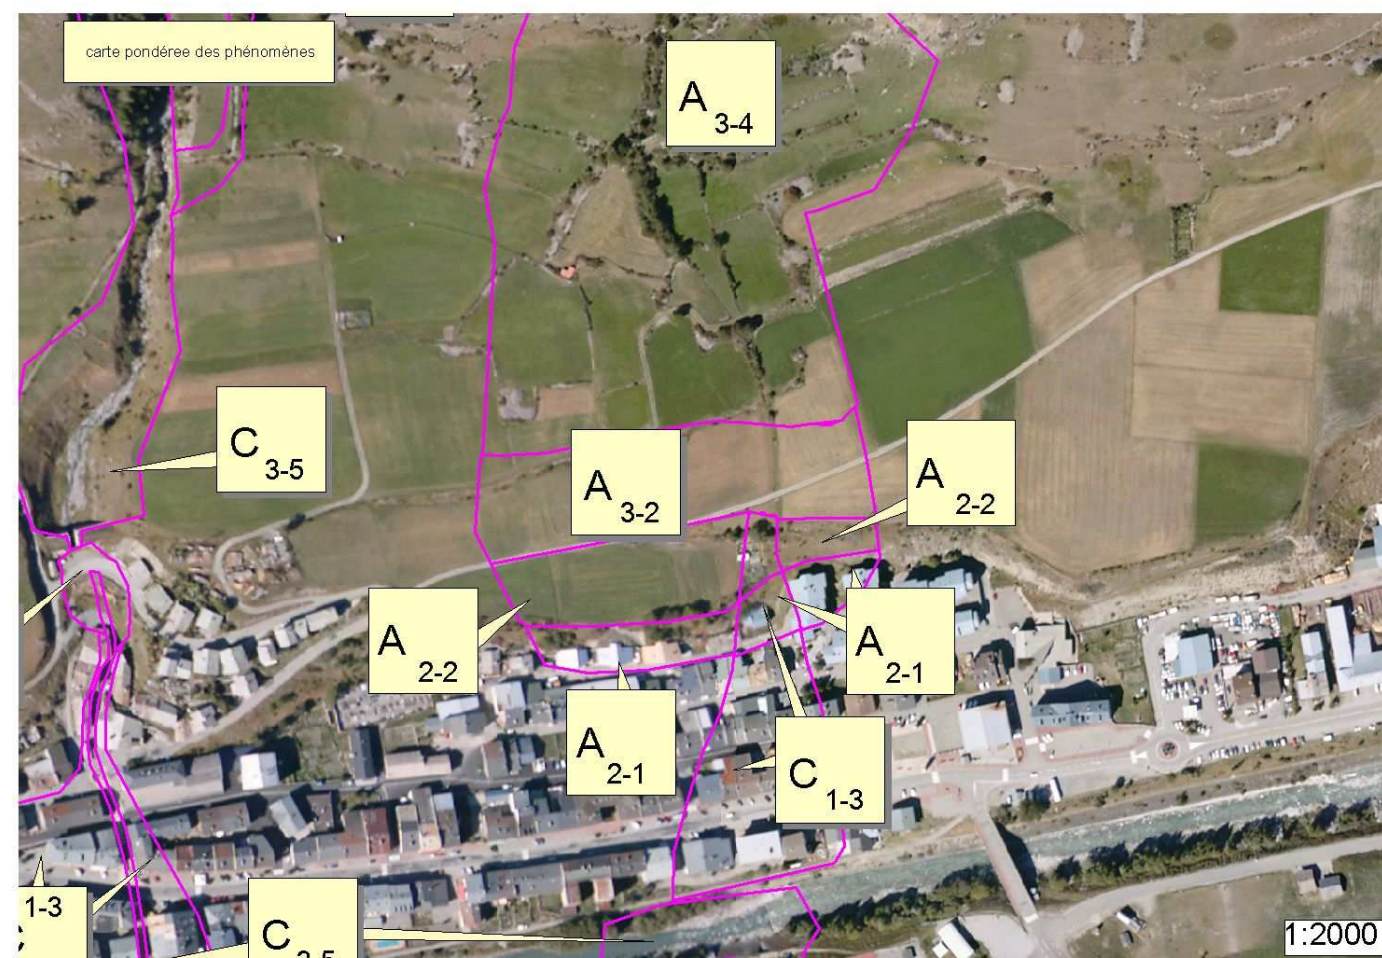 carte pondéree des phénomènes
A 3-4
C 3-5
A 3-2
A 2-2
A 2-2
A 2-1
A 2-1
C 1-3
1-3
C
1:2000